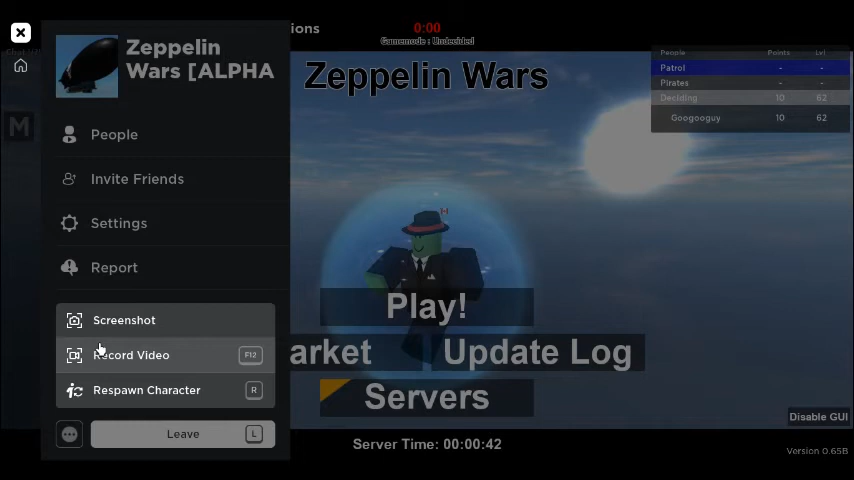 Zeppelin
Wars [ALPHA
People
Invite Friends
Settings
Report
Screenshot
Record Video F12
Respawn Character R
Leave L
M
ions
0:00
Gamemode : Undecided
Zeppelin Wars
People Points Lvl.
Patrol - -
Pirates - -
Deciding 10 62
Googooguy 10 62
Play!
arket
Update Log
Servers
Disable GUI
Server Time: 00:00:42
Version 0.65B